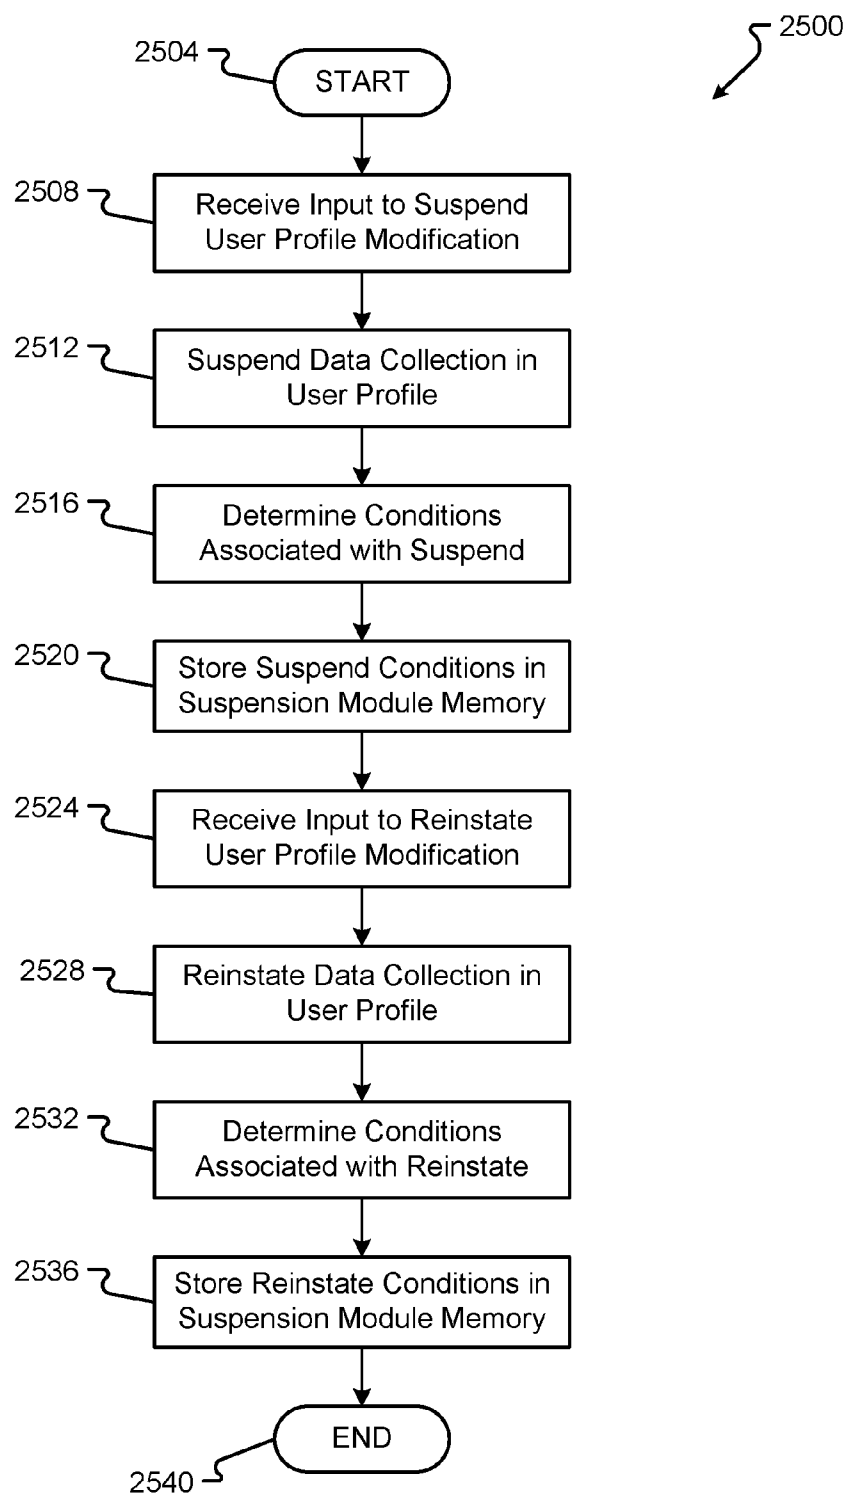 2500
2504
START
2508
Receive Input to Suspend
User Profile Modification
2512
Suspend Data Collection in
User Profile
2516
Determine Conditions
Associated with Suspend
2520
Store Suspend Conditions in
Suspension Module Memory
2524
Receive Input to Reinstate
User Profile Modification
2528
Reinstate Data Collection in
User Profile
2532
Determine Conditions
Associated with Reinstate
2536
Store Reinstate Conditions in
Suspension Module Memory
END
2540